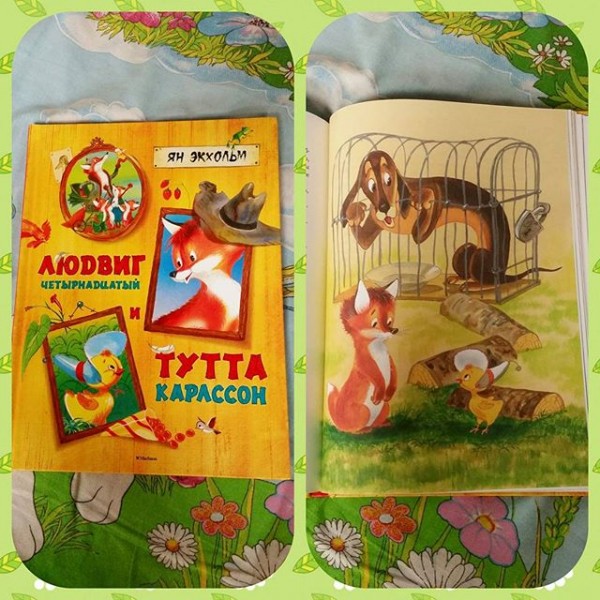 ЯН ЭКХОЛЬМ
ЛЮДВИГ
ЧЕТЫРНАДЦАТЫЙ
И
ТУТТА
КАРЛССОН